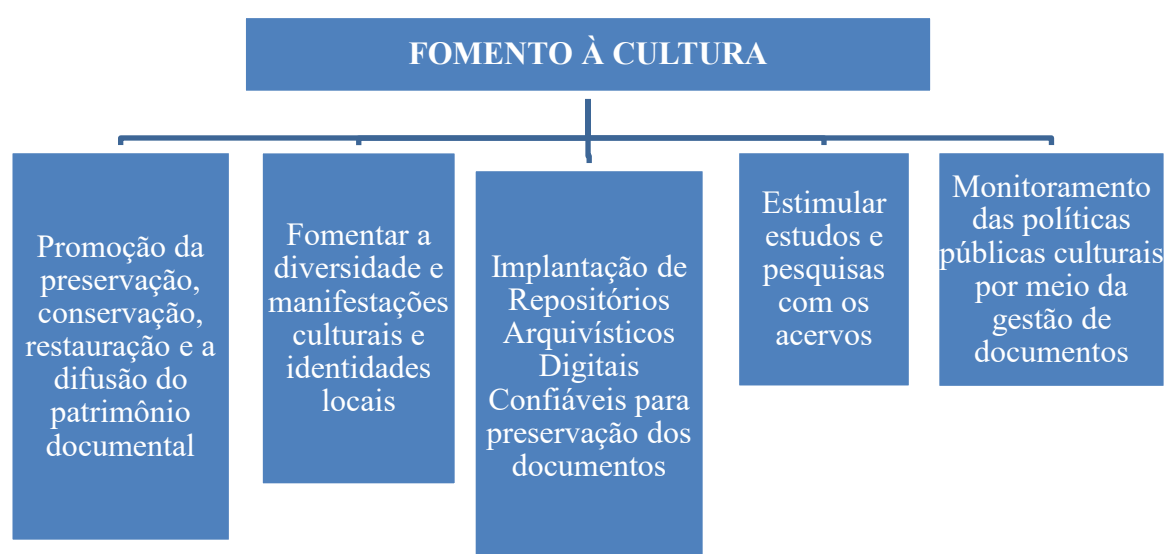 FOMENTO À CULTURA
Promoção da
preservação,
conservação,
restauração e a
difusão do
patrimônio
documental
Fomentar a
diversidade e
manifestações
culturais e
identidades
locais
Implantação de
Repositórios
Arquivísticos
Digitais
Confiáveis para
preservação dos
documentos
Estimular
estudos e
pesquisas
com os
acervos
Monitoramento
das políticas
públicas culturais
por meio da
gestão de
documentos